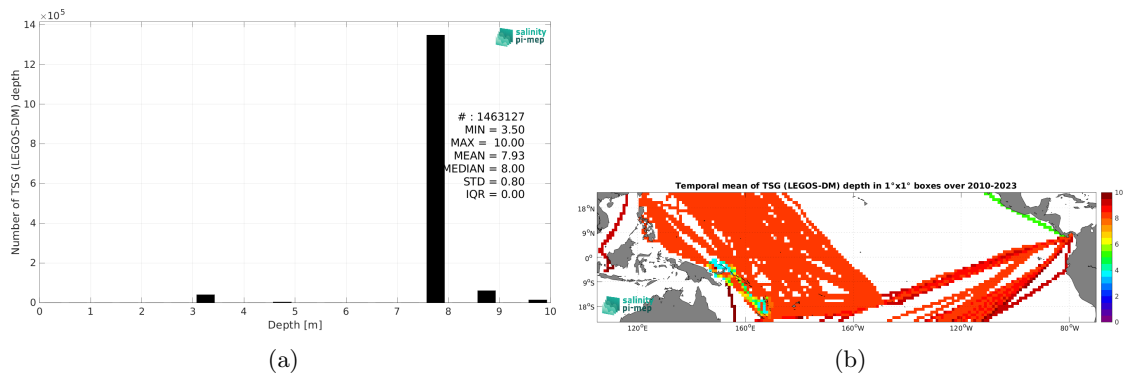 ×10⁵
14
12
10
8
6
4
2
0
Number of TSG (LEGOS-DM) depth
salinity
pi-mep
# : 1463127
MIN = 3.50
MAX = 10.00
MEAN = 7.93
MEDIAN = 8.00
STD = 0.80
IQR = 0.00
0 1 2 3 4 5 6 7 8 9 10
Depth [m]
(a)
Temporal mean of TSG (LEGOS-DM) depth in 1°x1° boxes over 2010-2023
18°N
9°N
0°
9°S
18°S
salinity
pi-mep
120°E 160°E 160°W 120°W 80°W
10
8
6
4
2
0
(b)